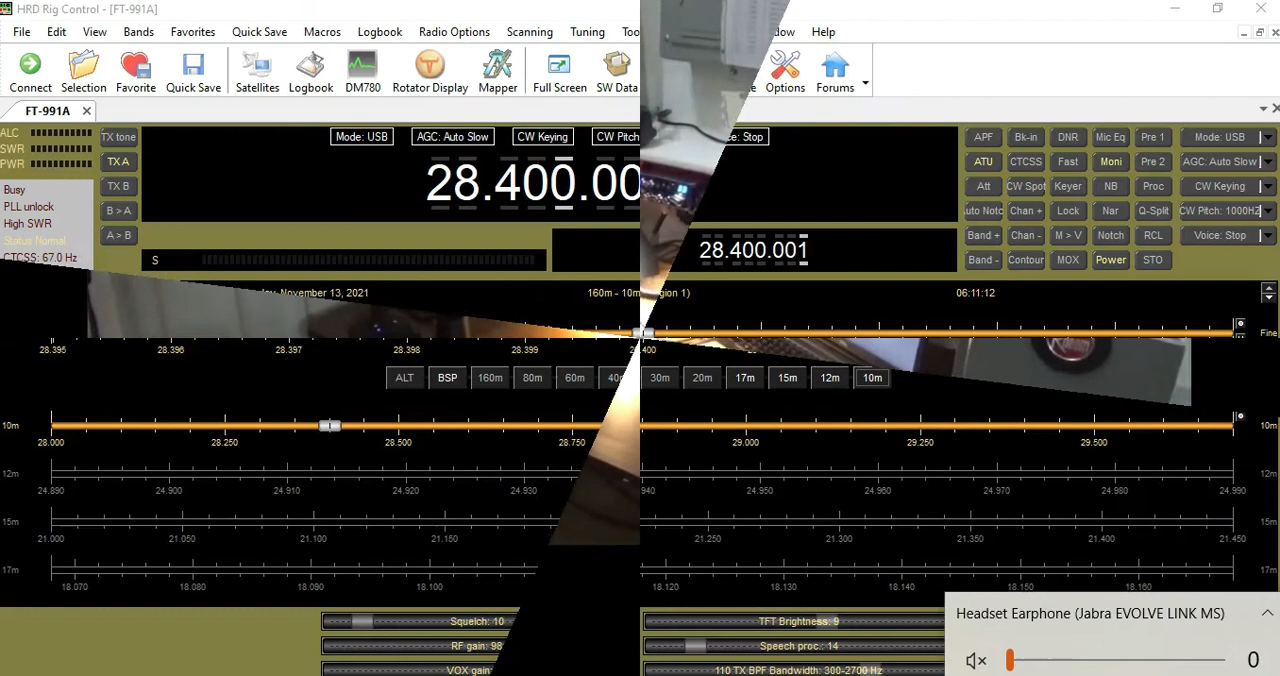 HRD Rig Control - [FT-991A]
File Edit View Bands Favorites Quick Save Macros Logbook Radio Options Scanning Tuning Help
Connect Selection Favorite Quick Save Satellites Logbook DM780 Rotator Display Mapper Full Screen SW Data Options Forums
FT-991A
ALC TX tone Mode: USB AGC: Auto Slow CW Keying CW Pitch APF Bk-in DNR Mic Eq Pre 1 Mode: USB
SWR
PWR TX A ATU CTCSS Fast Moni Pre 2 AGC: Auto Slow
28.400.00
Busy TX B Att CW Spot Keyer NB Proc CW Keying
PLL unlock B > A Chan + Lock Nar Q-Split CW Pitch: 1000HZ
High SWR
Status Normal A > B Band + Chan - M > V Notch RCL Voice: Stop
28.400.001
CTCSS: 67.0 Hz S Band - Contour MOX Power STO
November 13, 2021 160m - 10m 1) 06:11:12
Fine
28.395 28.396 28.397 28.398 28.399
ALT BSP 160m 80m 60m 30m 20m 17m 15m 12m 10m
10m 10m
28.000 28.250 28.500 28.750 29.000 29.250 29.500
12m 12m
24.890 24.900 24.910 24.920 24.930 24.950 24.960 24.970 24.980 24.990
15m 15m
21.000 21.050 21.100 21.150 21.250 21.300 21.350 21.400 21.450
17m 17m
18.070 18.080 18.090 18.100 18.120 18.130 18.140 18.150 18.160
Squelch: 10 TFT Brightness: 9 Headset Earphone (Jabra EVOLVE LINK MS)
RF gain: 98 Speech proc.: 14
VOX gain 110 TX BPF Bandwidth: 300-2700 Hz 0